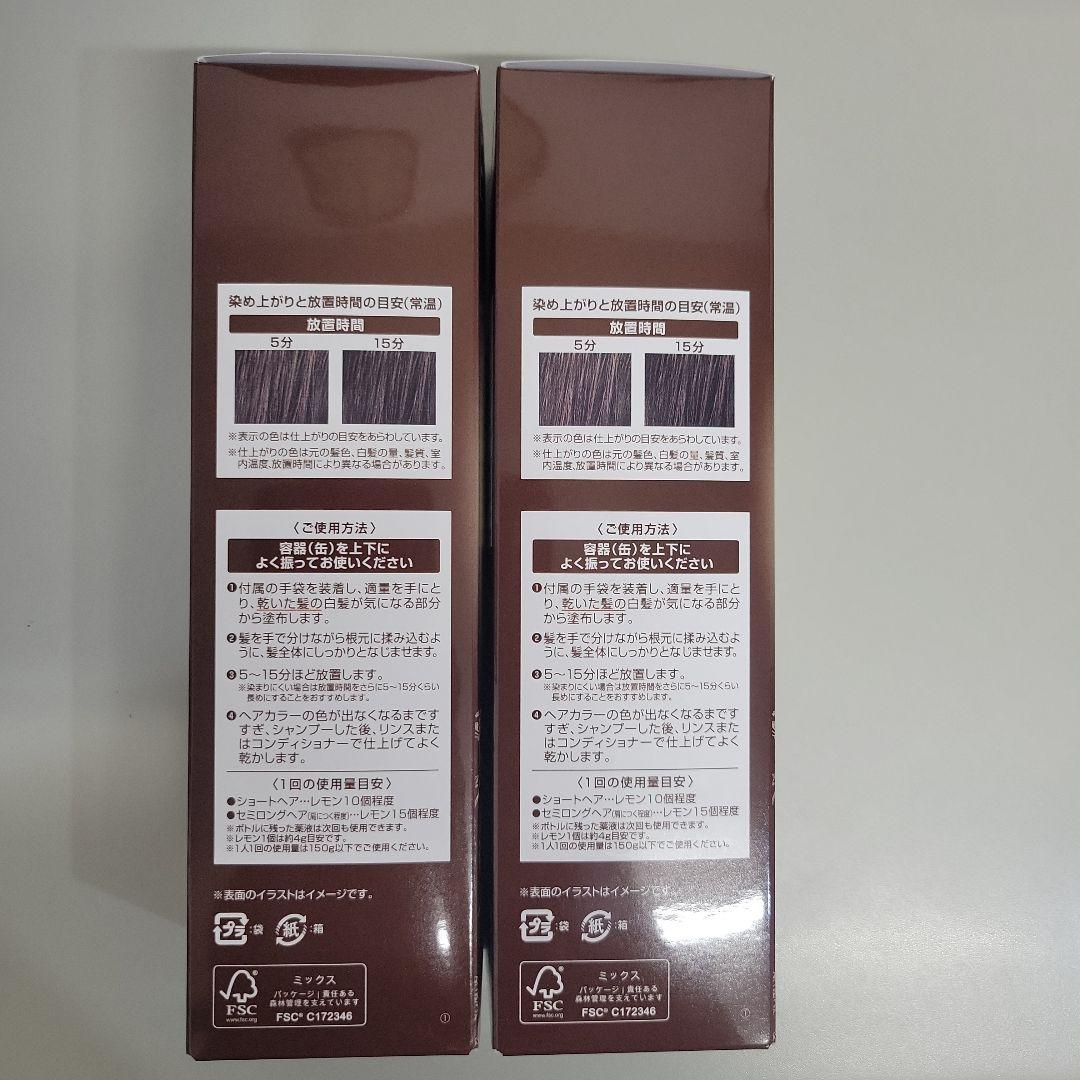 染め上がりと放置時間の目安(常温)
放置時間
5分 15分
※表示の色は仕上がりの目安をあらわしています。
※仕上がりの色は元の髪色、白髪の量、髪質、室
内温度、放置時間により異なる場合があります。
〈ご使用方法〉
容器(缶)を上下に
よく振ってお使いください
❶付属の手袋を装着し、適量を手にと
り、乾いた髪の白髪が気になる部分
から塗布します。
❷髪を手で分けながら根元に揉み込むよ
うに、髪全体にしっかりとなじませます。
❸5〜15分ほど放置します。
※染まりにくい場合は放置時間をさらに5〜15分くらい
長めにすることをおすすめします。
❹ヘアカラーの色が出なくなるまです
すぎ、シャンプーした後、リンスまた
はコンディショナーで仕上げてよく
乾かします。
〈1回の使用量目安〉
●ショートヘア…レモン10個程度
●セミロングヘア(肩につく程度)…レモン15個程度
※ボトルに残った薬液は次回も使用できます。
※レモン1個は約4g目安です。
※1人1回の使用量は150g以下でご使用ください。
※表面のイラストはイメージです。
プラ:袋 紙:箱
FSC
www.fsc.org
ミックス
パッケージ|責任ある
森林管理を支えています
FSC® C172346
①
染め上がりと放置時間の目安(常温)
放置時間
5分 15分
※表示の色は仕上がりの目安をあらわしています。
※仕上がりの色は元の髪色、白髪の量、髪質、室
内温度、放置時間により異なる場合があります。
〈ご使用方法〉
容器(缶)を上下に
よく振ってお使いください
❶付属の手袋を装着し、適量を手にと
り、乾いた髪の白髪が気になる部分
から塗布します。
❷髪を手で分けながら根元に揉み込むよ
うに、髪全体にしっかりとなじませます。
❸5〜15分ほど放置します。
※染まりにくい場合は放置時間をさらに5〜15分くらい
長めにすることをおすすめします。
❹ヘアカラーの色が出なくなるまです
すぎ、シャンプーした後、リンスまた
はコンディショナーで仕上げてよく
乾かします。
〈1回の使用量目安〉
●ショートヘア…レモン10個程度
●セミロングヘア(肩につく程度)…レモン15個程度
※ボトルに残った薬液は次回も使用できます。
※レモン1個は約4g目安です。
※1人1回の使用量は150g以下でご使用ください。
※表面のイラストはイメージです。
プラ:袋 紙:箱
FSC
www.fsc.org
ミックス
パッケージ|責任ある
森林管理を支えています
FSC® C172346
①